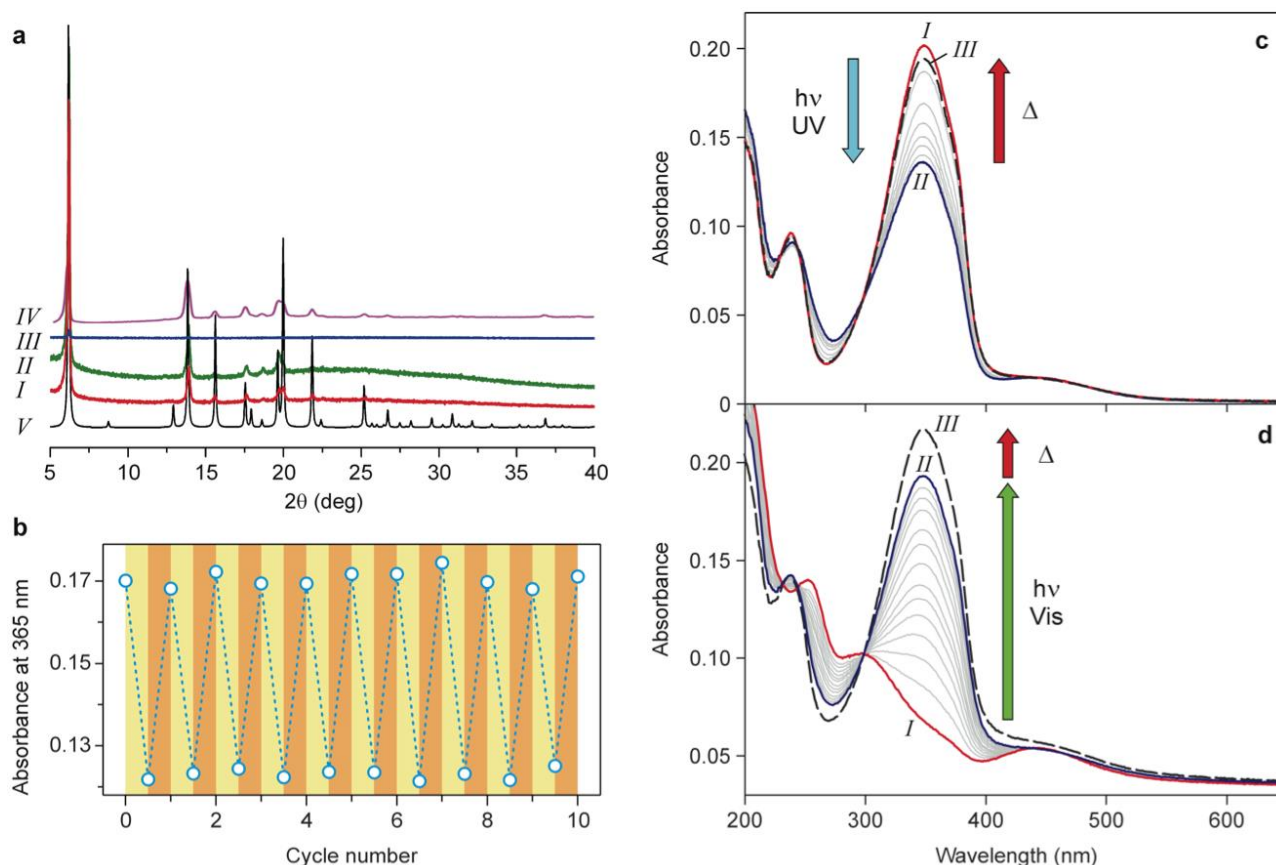 a
IV
III
II
I
V
5 10 15 20 25 30 35 40
2θ (deg)
b
Absorbance at 365 nm
0.17
0.15
0.13
0 2 4 6 8 10
Cycle number
c
Absorbance
0.20
0.15
0.10
0.05
0
I
III
II
hν
UV
Δ
d
Absorbance
0.20
0.15
0.10
0.05
III
II
I
Δ
hν
Vis
200 300 400 500 600
Wavelength (nm)